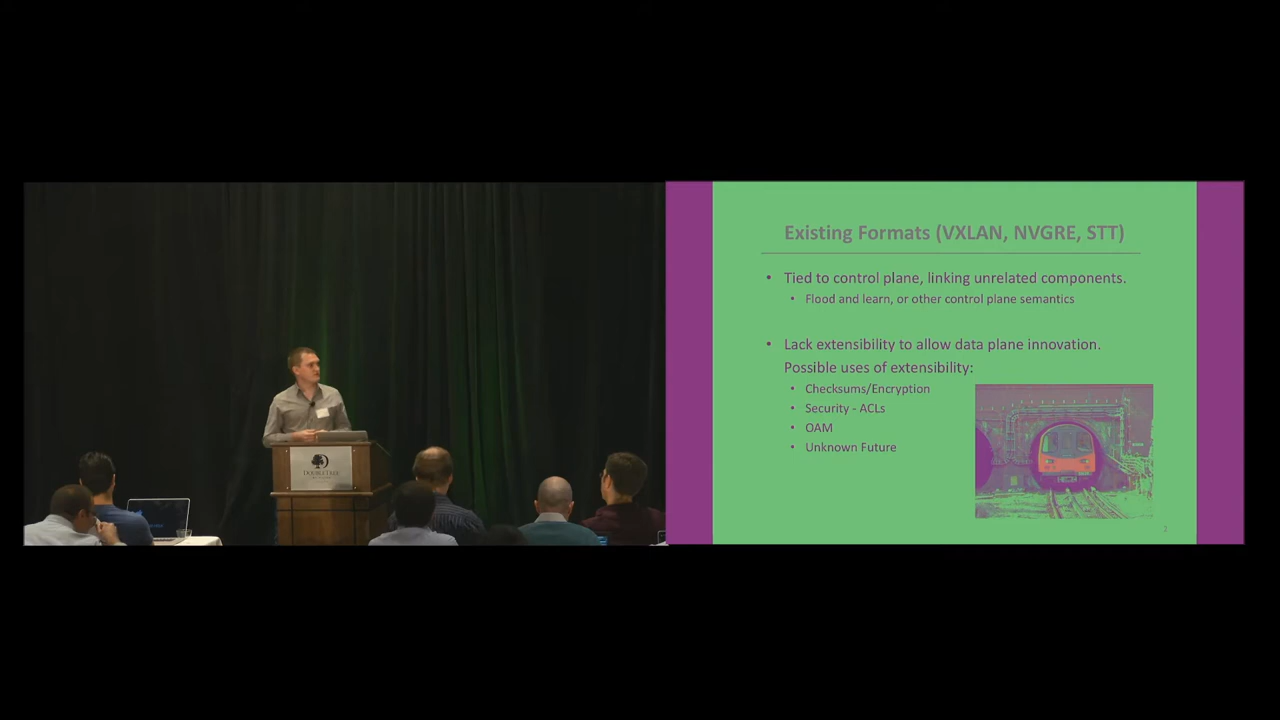 Existing Formats (VXLAN, NVGRE, STT)
• Tied to control plane, linking unrelated components.
• Flood and learn, or other control plane semantics
• Lack extensibility to allow data plane innovation.
Possible uses of extensibility:
• Checksums/Encryption
• Security - ACLs
• OAM
• Unknown Future
DOUBLETREE